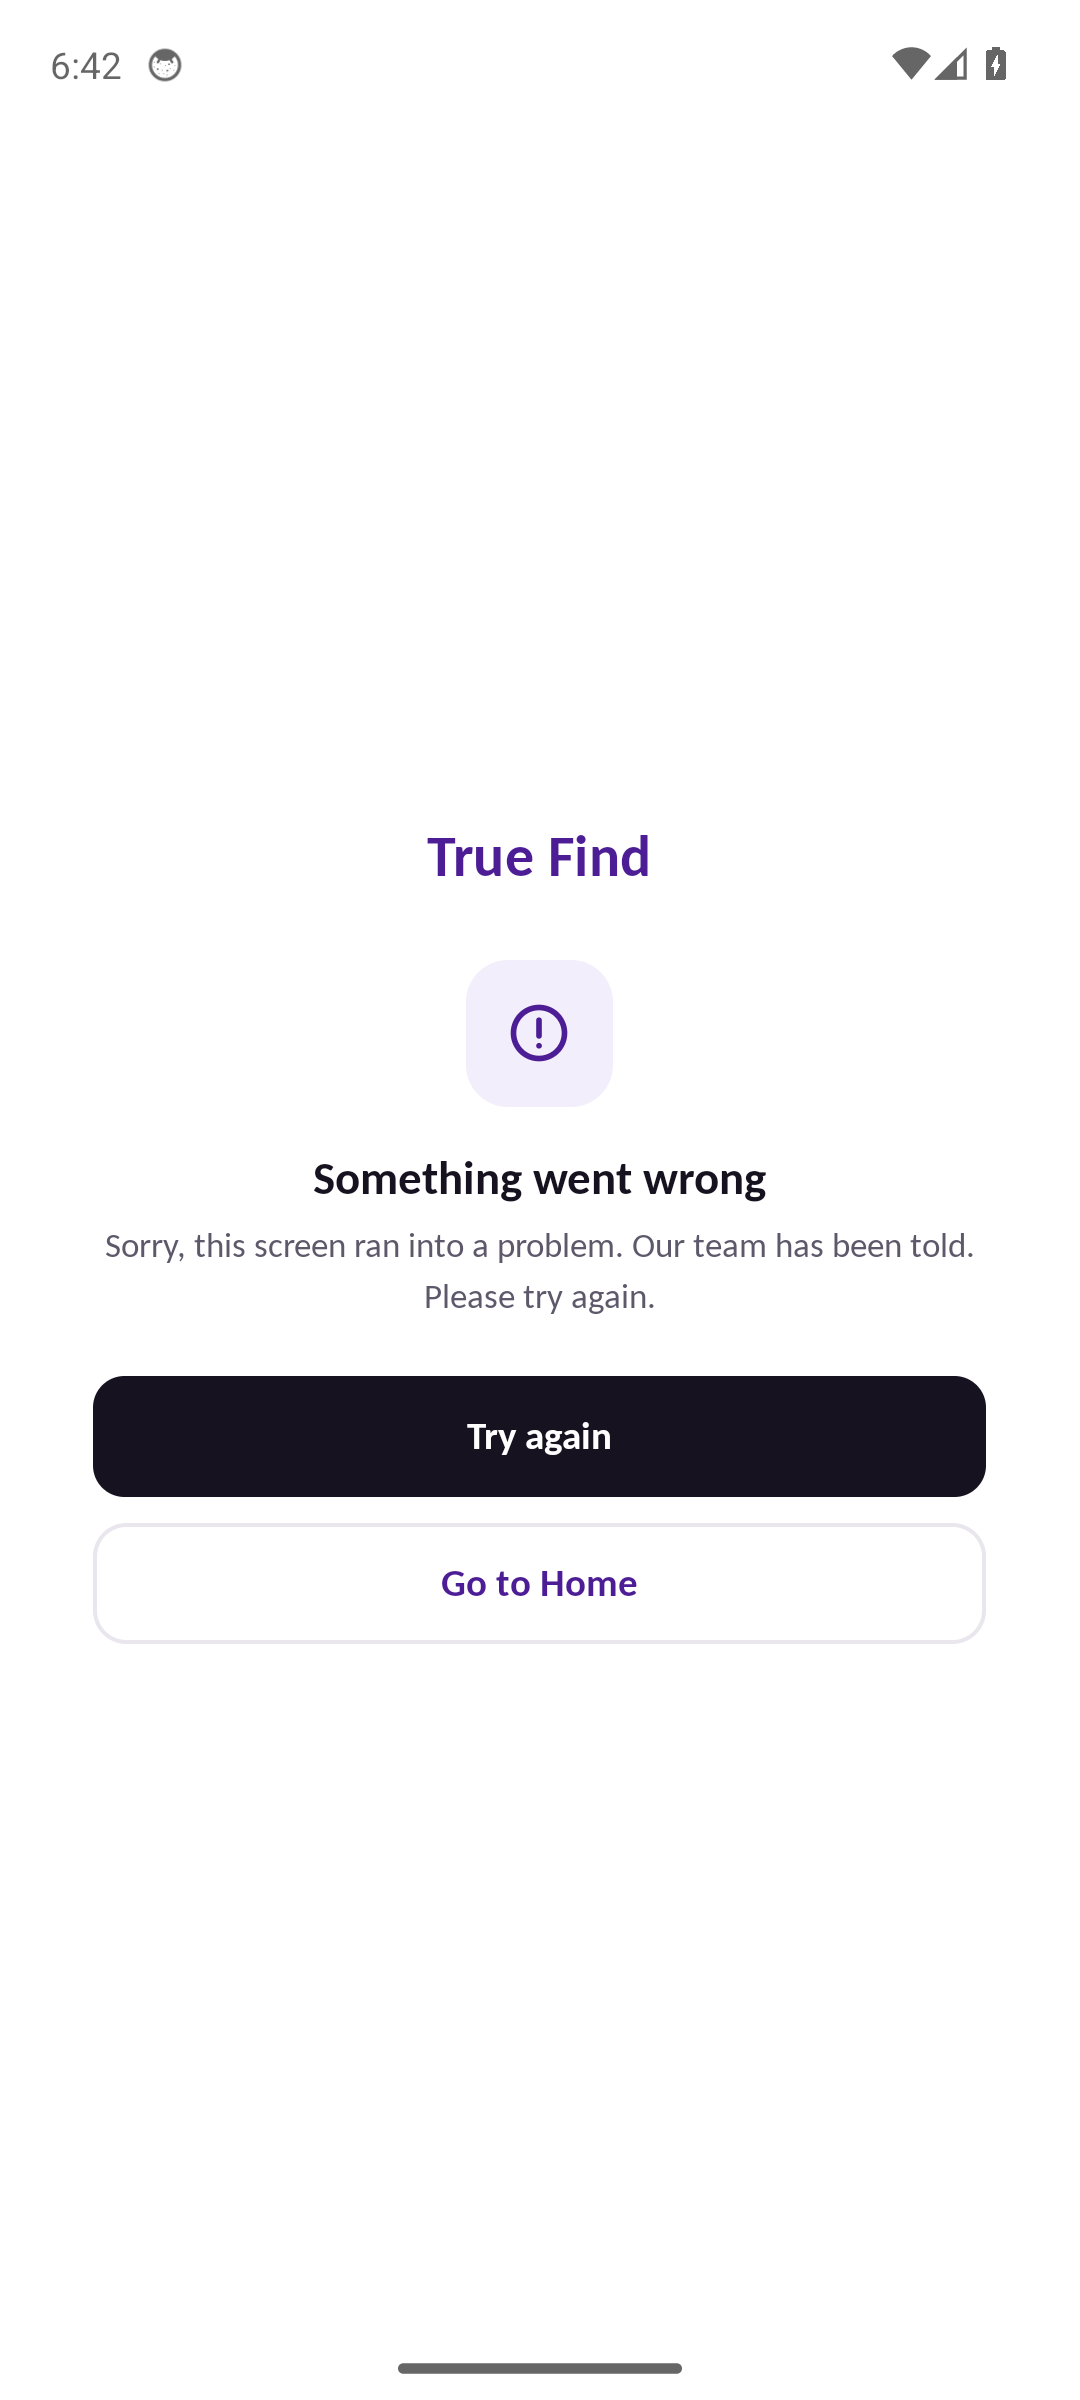 6:42
True Find
Something went wrong
Sorry, this screen ran into a problem. Our team has been told.
Please try again.
Try again
Go to Home